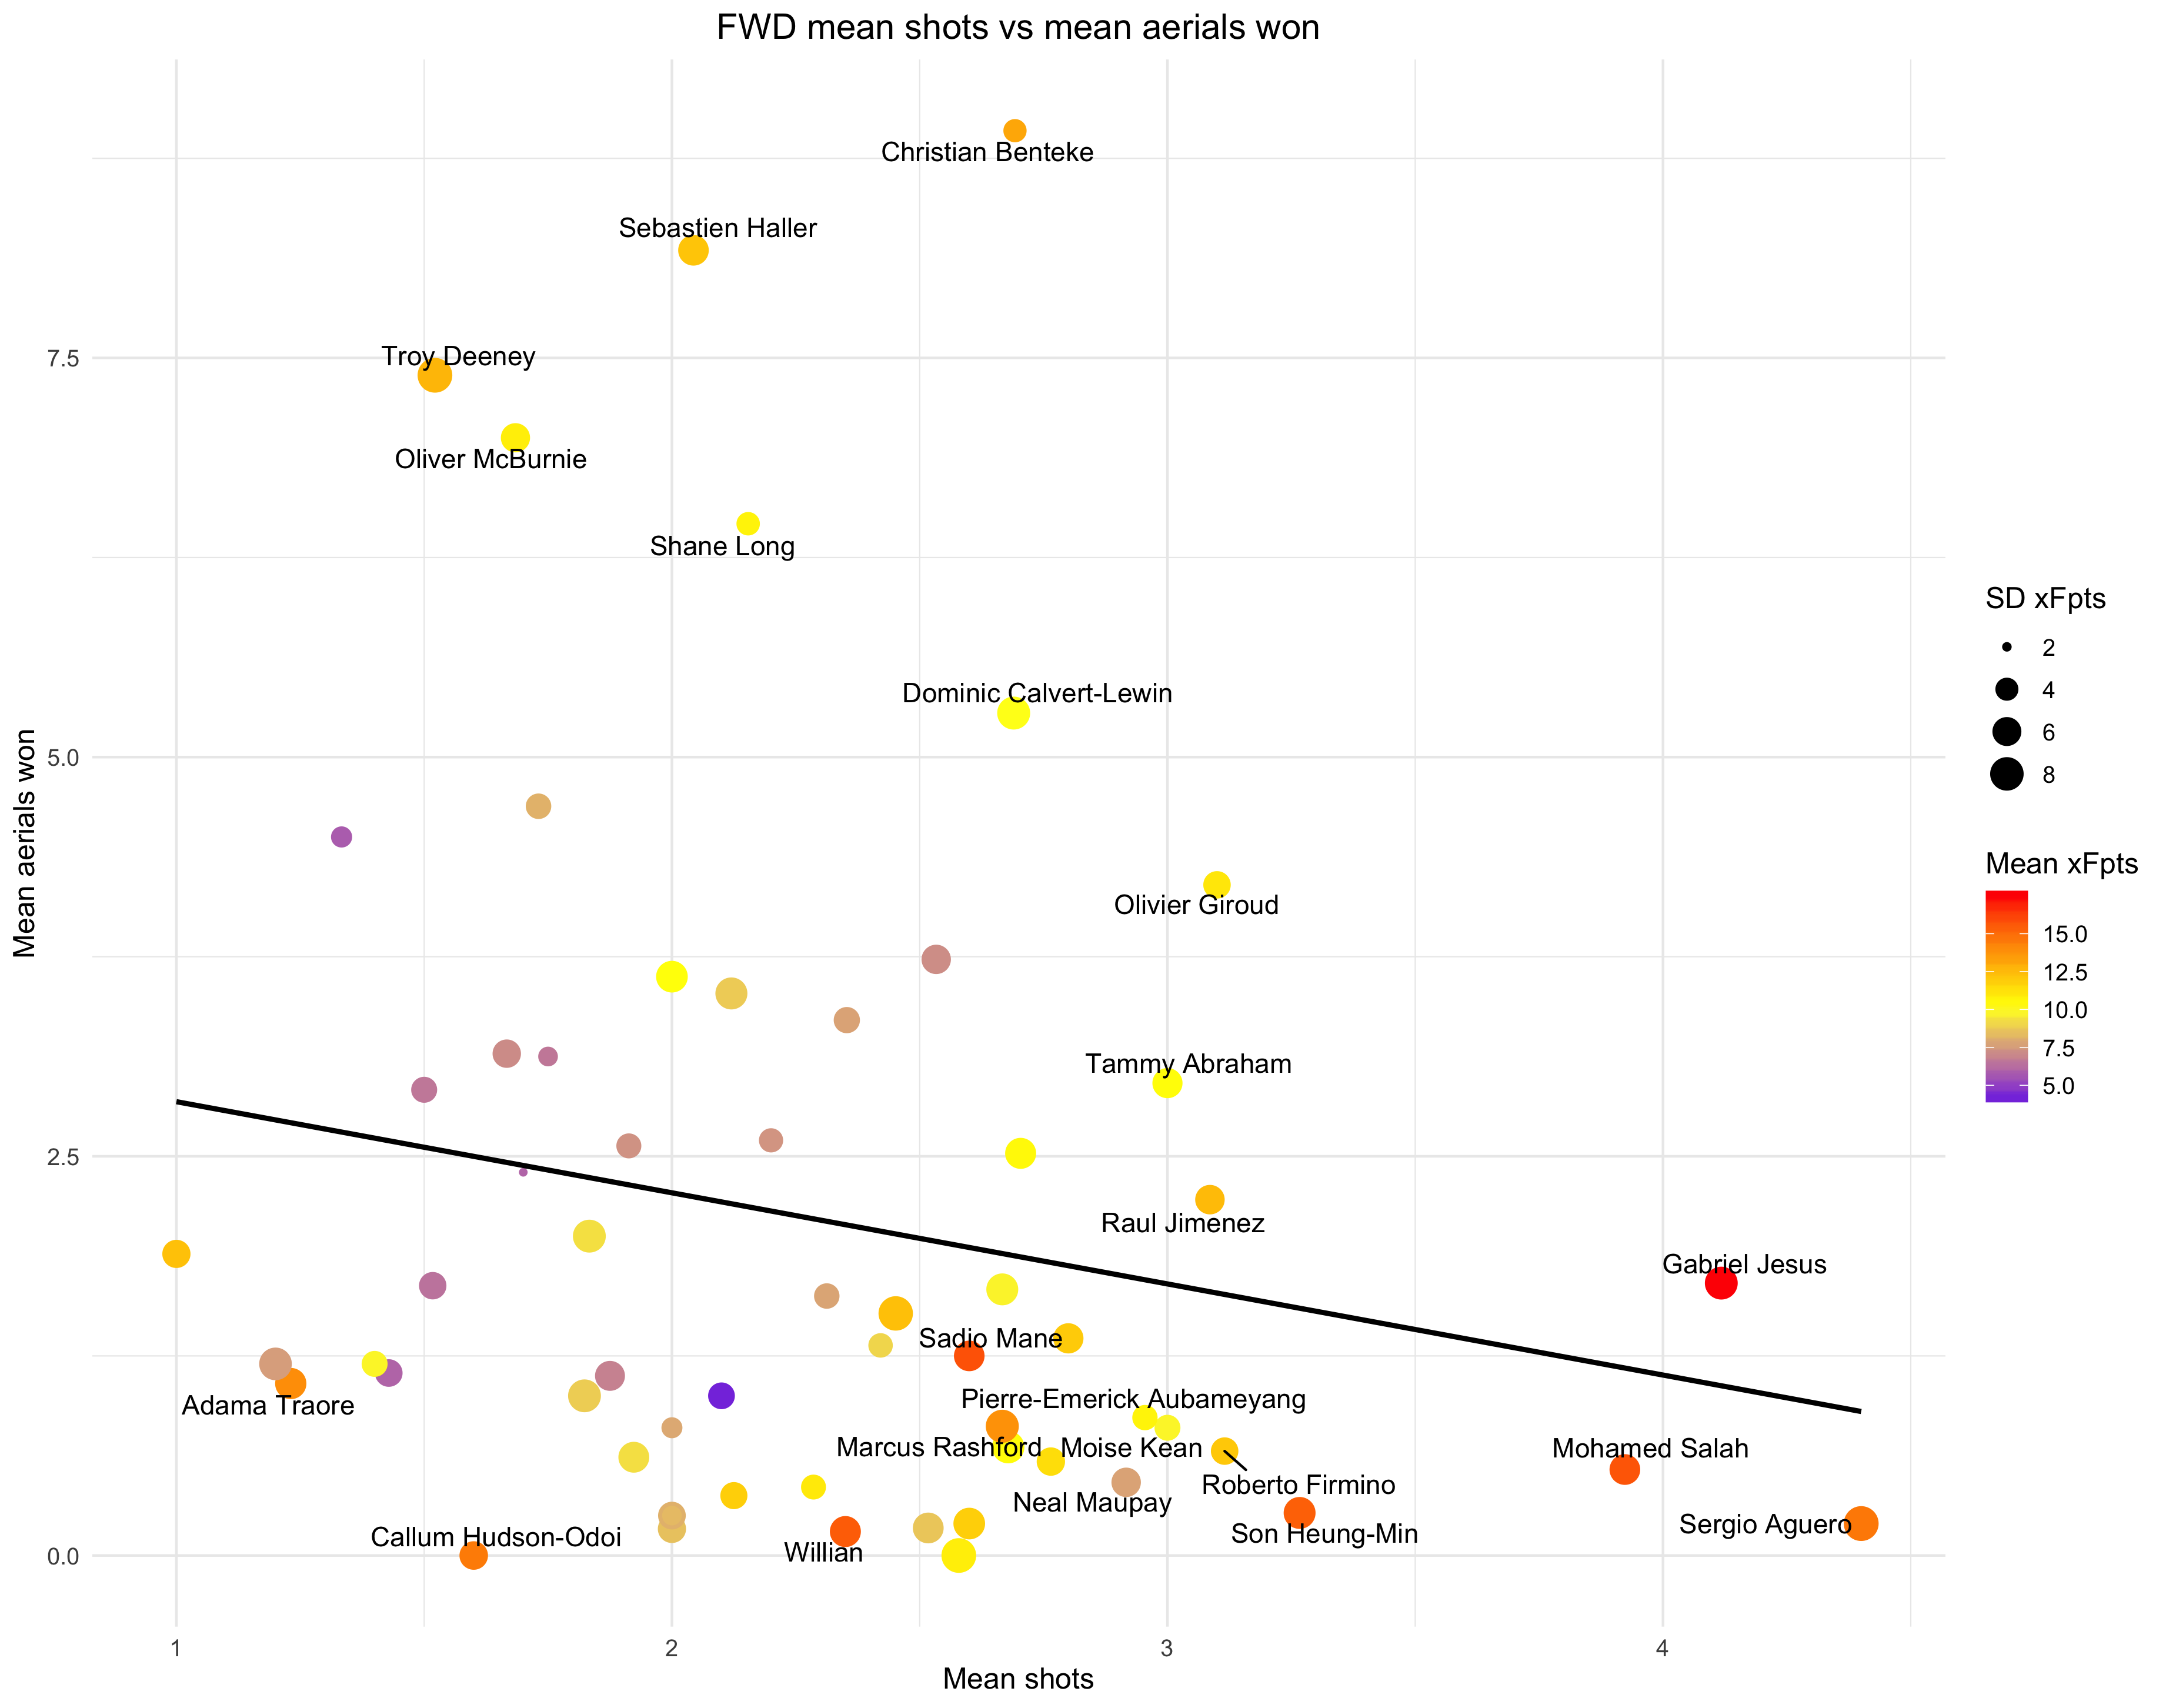 FWD mean shots vs mean aerials won
Christian Benteke
Sebastien Haller
Troy Deeney
Oliver McBurnie
Shane Long
Dominic Calvert-Lewin
Olivier Giroud
Tammy Abraham
Raul Jimenez
Gabriel Jesus
Sadio Mane
Adama Traore
Pierre-Emerick Aubameyang
Marcus Rashford
Moise Kean
Mohamed Salah
Roberto Firmino
Neal Maupay
Sergio Aguero
Son Heung-Min
Callum Hudson-Odoi
Willian
7.5
5.0
2.5
0.0
Mean aerials won
1
2
3
4
Mean shots
SD xFpts
2
4
6
8
Mean xFpts
15.0
12.5
10.0
7.5
5.0